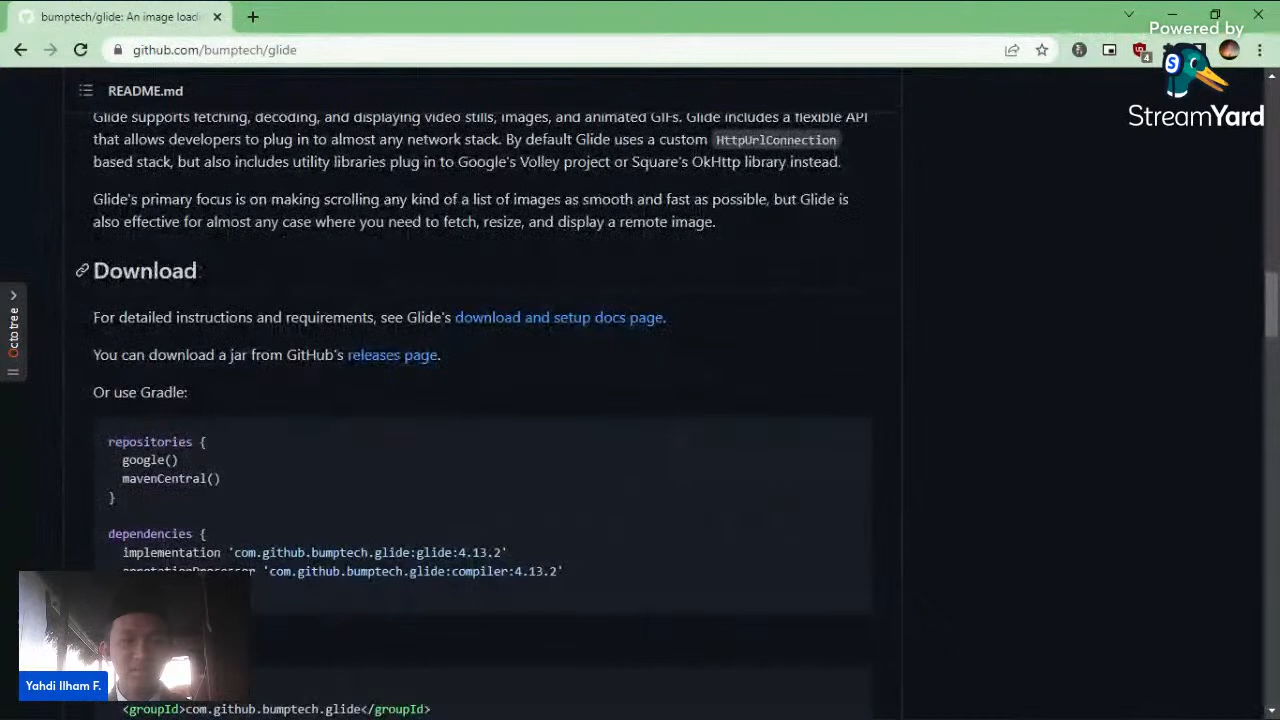 bumptech/glide: An image loadi
Powered by
github.com/bumptech/glide
4
S
StreamYard
README.md
Glide supports fetching, decoding, and displaying video stills, images, and animated GIFs. Glide includes a flexible API
that allows developers to plug in to almost any network stack. By default Glide uses a custom HttpUrlConnection
based stack, but also includes utility libraries plug in to Google's Volley project or Square's OkHttp library instead.
Glide's primary focus is on making scrolling any kind of a list of images as smooth and fast as possible, but Glide is
also effective for almost any case where you need to fetch, resize, and display a remote image.
Download
Octotree
For detailed instructions and requirements, see Glide's download and setup docs page.
You can download a jar from GitHub's releases page.
Or use Gradle:
repositories {
google()
mavenCentral()
}
dependencies {
implementation 'com.github.bumptech.glide:glide:4.13.2'
annotationProcessor 'com.github.bumptech.glide:compiler:4.13.2'
Yahdi Ilham F.
<groupId>com.github.bumptech.glide</groupId>